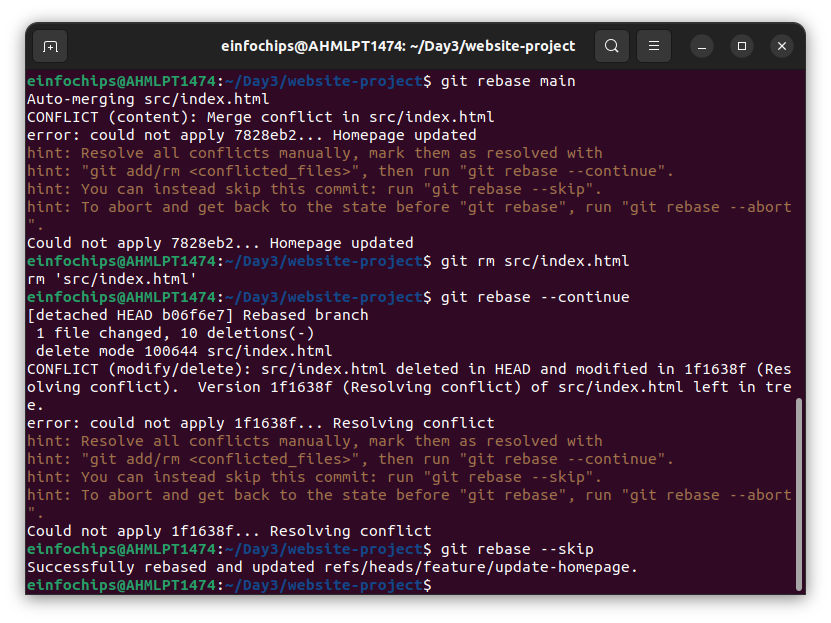 einfochips@AHMLPT1474: ~/Day3/website-project
einfochips@AHMLPT1474:~/Day3/website-project$ git rebase main
Auto-merging src/index.html
CONFLICT (content): Merge conflict in src/index.html
error: could not apply 7828eb2... Homepage updated
hint: Resolve all conflicts manually, mark them as resolved with
hint: "git add/rm <conflicted_files>", then run "git rebase --continue".
hint: You can instead skip this commit: run "git rebase --skip".
hint: To abort and get back to the state before "git rebase", run "git rebase --abort
".
Could not apply 7828eb2... Homepage updated
einfochips@AHMLPT1474:~/Day3/website-project$ git rm src/index.html
rm 'src/index.html'
einfochips@AHMLPT1474:~/Day3/website-project$ git rebase --continue
[detached HEAD b06f6e7] Rebased branch
 1 file changed, 10 deletions(-)
 delete mode 100644 src/index.html
CONFLICT (modify/delete): src/index.html deleted in HEAD and modified in 1f1638f (Res
olving conflict).  Version 1f1638f (Resolving conflict) of src/index.html left in tre
e.
error: could not apply 1f1638f... Resolving conflict
hint: Resolve all conflicts manually, mark them as resolved with
hint: "git add/rm <conflicted_files>", then run "git rebase --continue".
hint: You can instead skip this commit: run "git rebase --skip".
hint: To abort and get back to the state before "git rebase", run "git rebase --abort
".
Could not apply 1f1638f... Resolving conflict
einfochips@AHMLPT1474:~/Day3/website-project$ git rebase --skip
Successfully rebased and updated refs/heads/feature/update-homepage.
einfochips@AHMLPT1474:~/Day3/website-project$